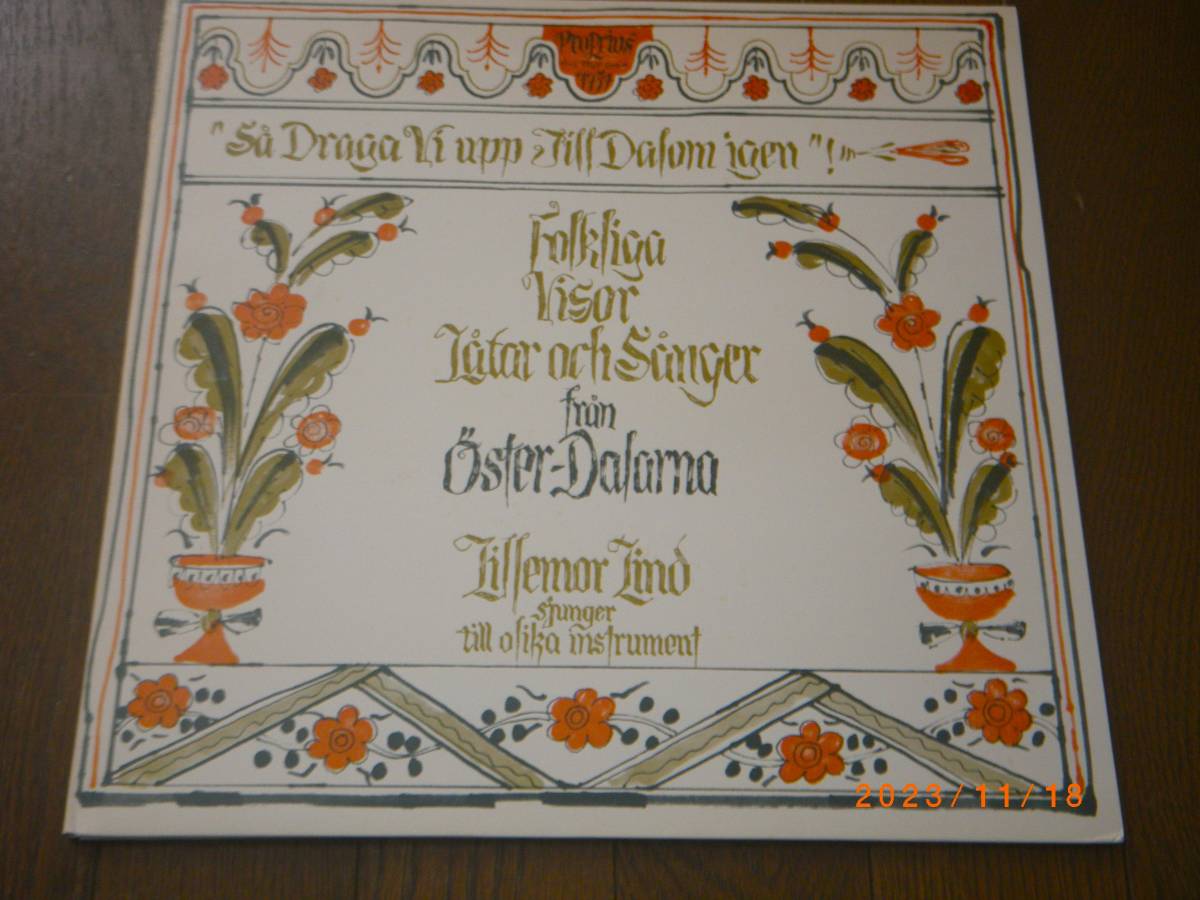 Proprius
"Så Draga Vi upp Till Dalom igen"!
Folkliga
Visor
Låtar och Sånger
från
Öster-Dalarna
Lillemor Lind
sjunger
till olika instrument
2023/11/18